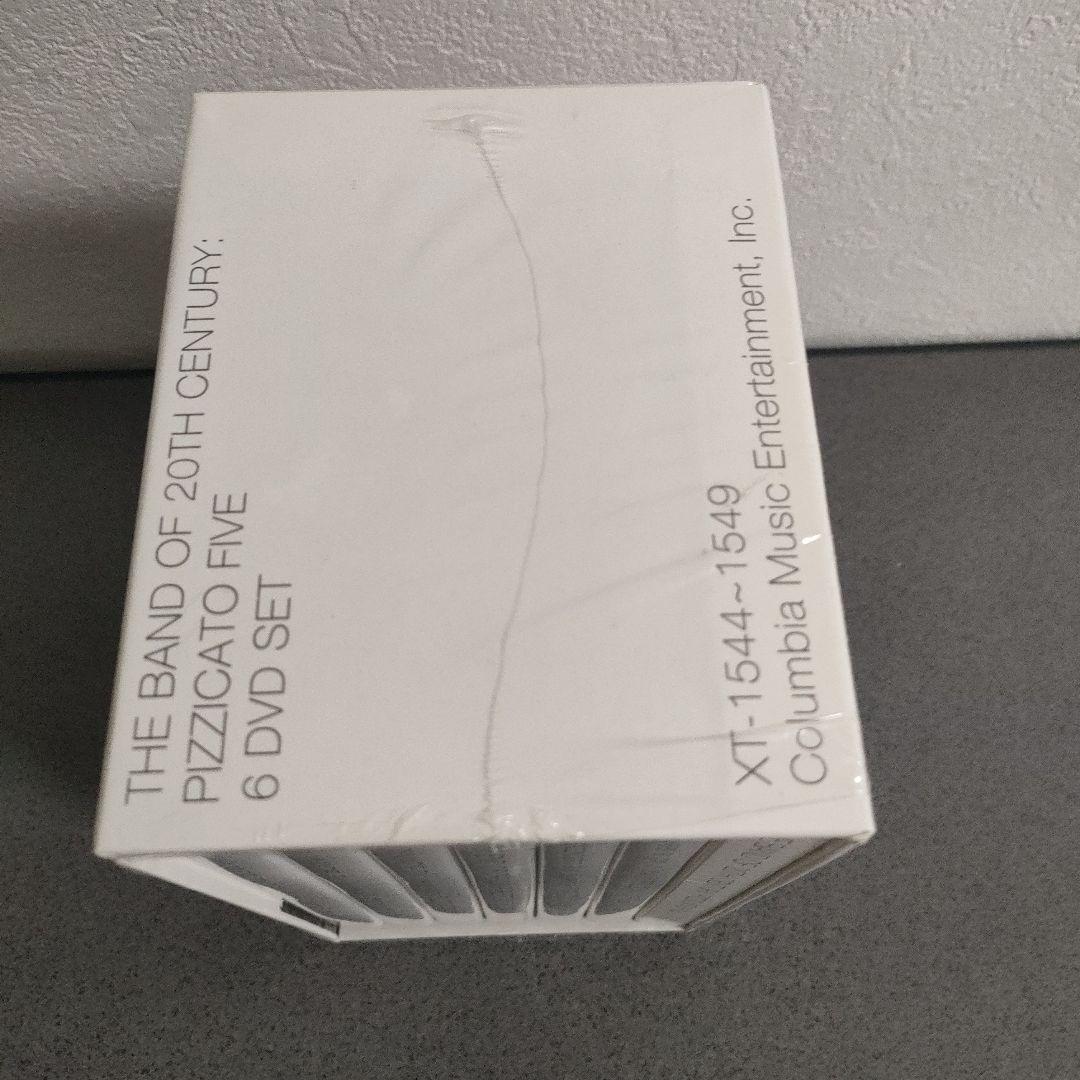 THE BAND OF 20TH CENTURY:
PIZZICATO FIVE
6 DVD SET
XT-1544~1549
Columbia Music Entertainment, Inc.